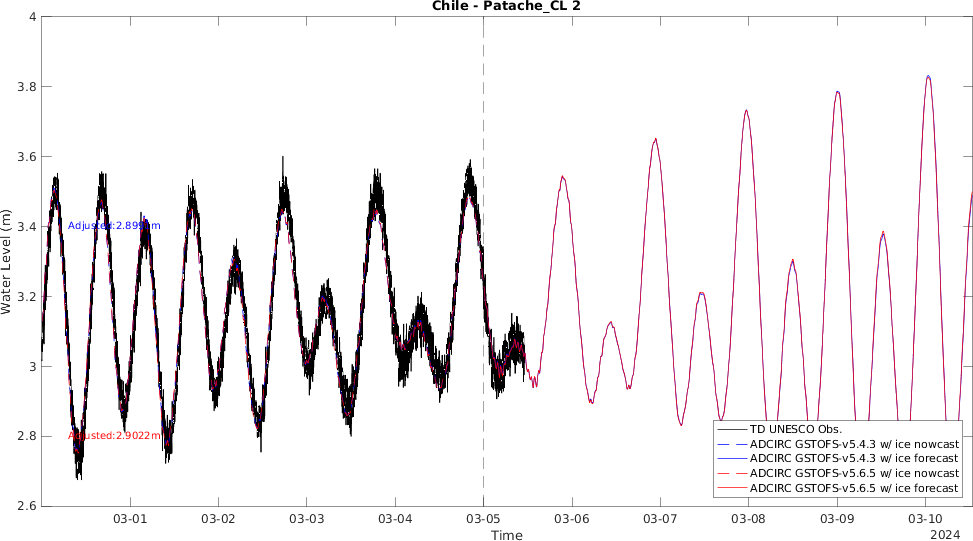 Chile - Patache_CL 2
Water Level (m)
4
3.8
3.6
3.4
3.2
3
2.8
2.6
Adjusted:2.899
Adjusted:2.9022m
TD UNESCO Obs.
ADCIRC GSTOFS-v5.4.3 w/ ice nowcast
ADCIRC GSTOFS-v5.4.3 w/ ice forecast
ADCIRC GSTOFS-v5.6.5 w/ ice nowcast
ADCIRC GSTOFS-v5.6.5 w/ ice forecast
03-01 03-02 03-03 03-04 03-05 03-06 03-07 03-08 03-09 03-10
Time
2024